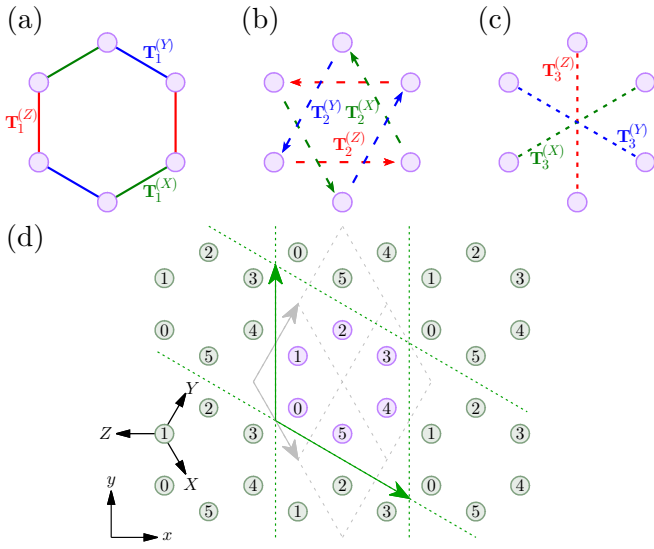 (a)
(b)
(c)
T₁⁽ʸ⁾
T₁⁽ᶻ⁾
T₁⁽ˣ⁾
T₂⁽ʸ⁾ T₂⁽ˣ⁾
T₂⁽ᶻ⁾
T₃⁽ᶻ⁾
T₃⁽ˣ⁾
T₃⁽ʸ⁾
(d)
2 0 4 2
1 3 5 1 3
0 4 2 0 4
5 1 3 5
2 0 4 2
Y
Z 1 3 5 1 3
X
0 4 2 0 4
y
5 1 3 5
x